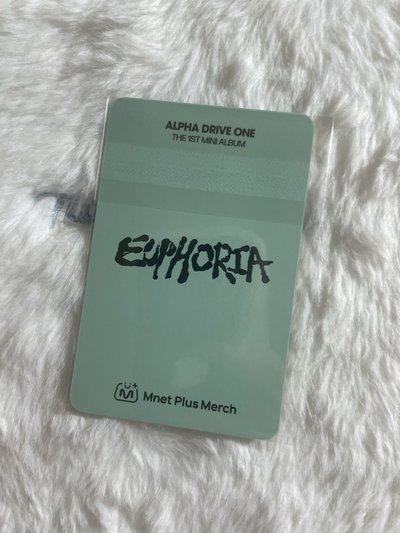 ALPHA DRIVE ONE
THE 1ST MINI ALBUM
EUPHORIA
Mnet Plus Merch